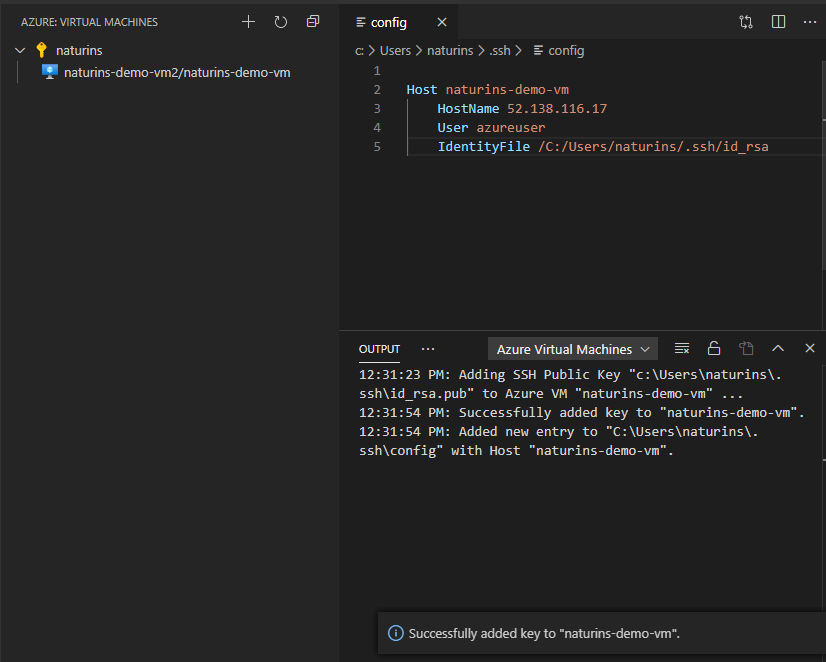 AZURE: VIRTUAL MACHINES
naturins
naturins-demo-vm2/naturins-demo-vm
config
c: > Users > naturins > .ssh > config
1
2 Host naturins-demo-vm
3 HostName 52.138.116.17
4 User azureuser
5 IdentityFile /C:/Users/naturins/.ssh/id_rsa
OUTPUT ... Azure Virtual Machines
12:31:23 PM: Adding SSH Public Key "c:\Users\naturins\.
ssh\id_rsa.pub" to Azure VM "naturins-demo-vm" ...
12:31:54 PM: Successfully added key to "naturins-demo-vm".
12:31:54 PM: Added new entry to "C:\Users\naturins\.
ssh\config" with Host "naturins-demo-vm".
Successfully added key to "naturins-demo-vm".